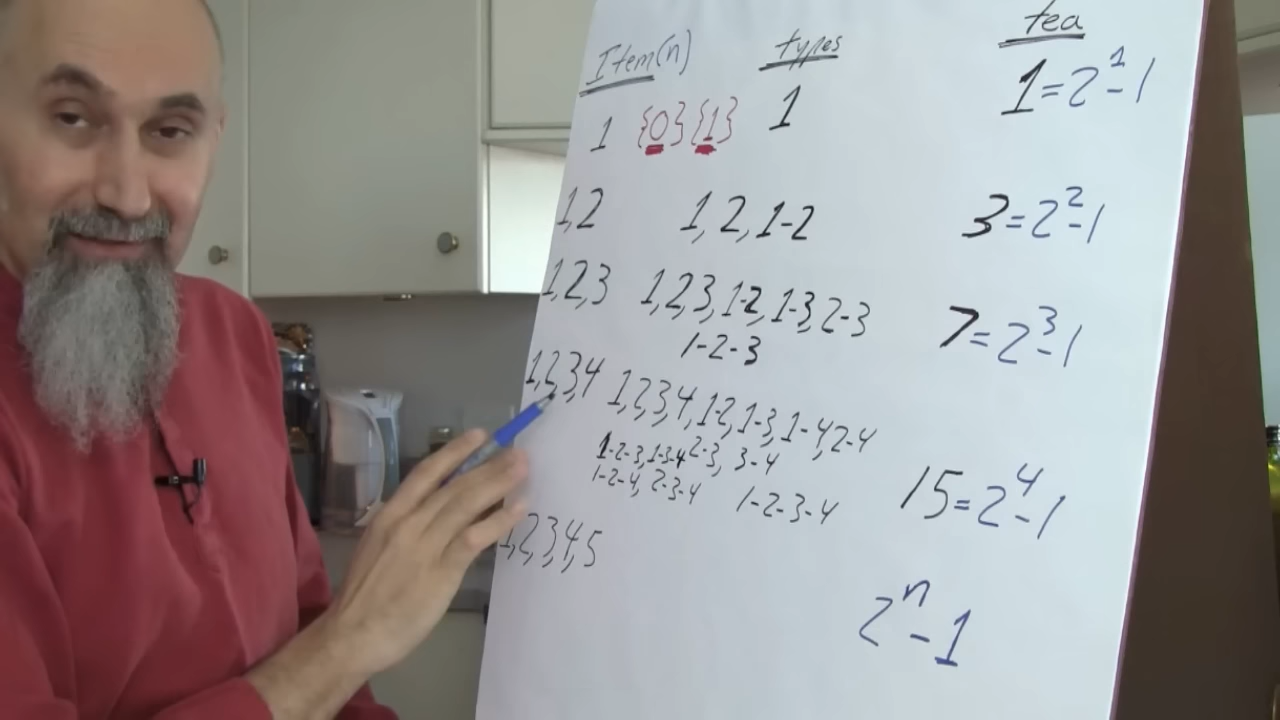 Item(n) types tea
1 {0} {1} 1 1=2^1-1
1,2 1,2,1-2 3=2^2-1
1,2,3 1,2,3,1-2,1-3,2-3 7=2^3-1
1-2-3
1,2,3,4 1,2,3,4,1-2,1-3,1-4,2-4
1-2-3,1-3-4 2-3, 3-4
1-2-4, 2-3-4 1-2-3-4 15=2^4-1
1,2,3,4,5
2^n-1